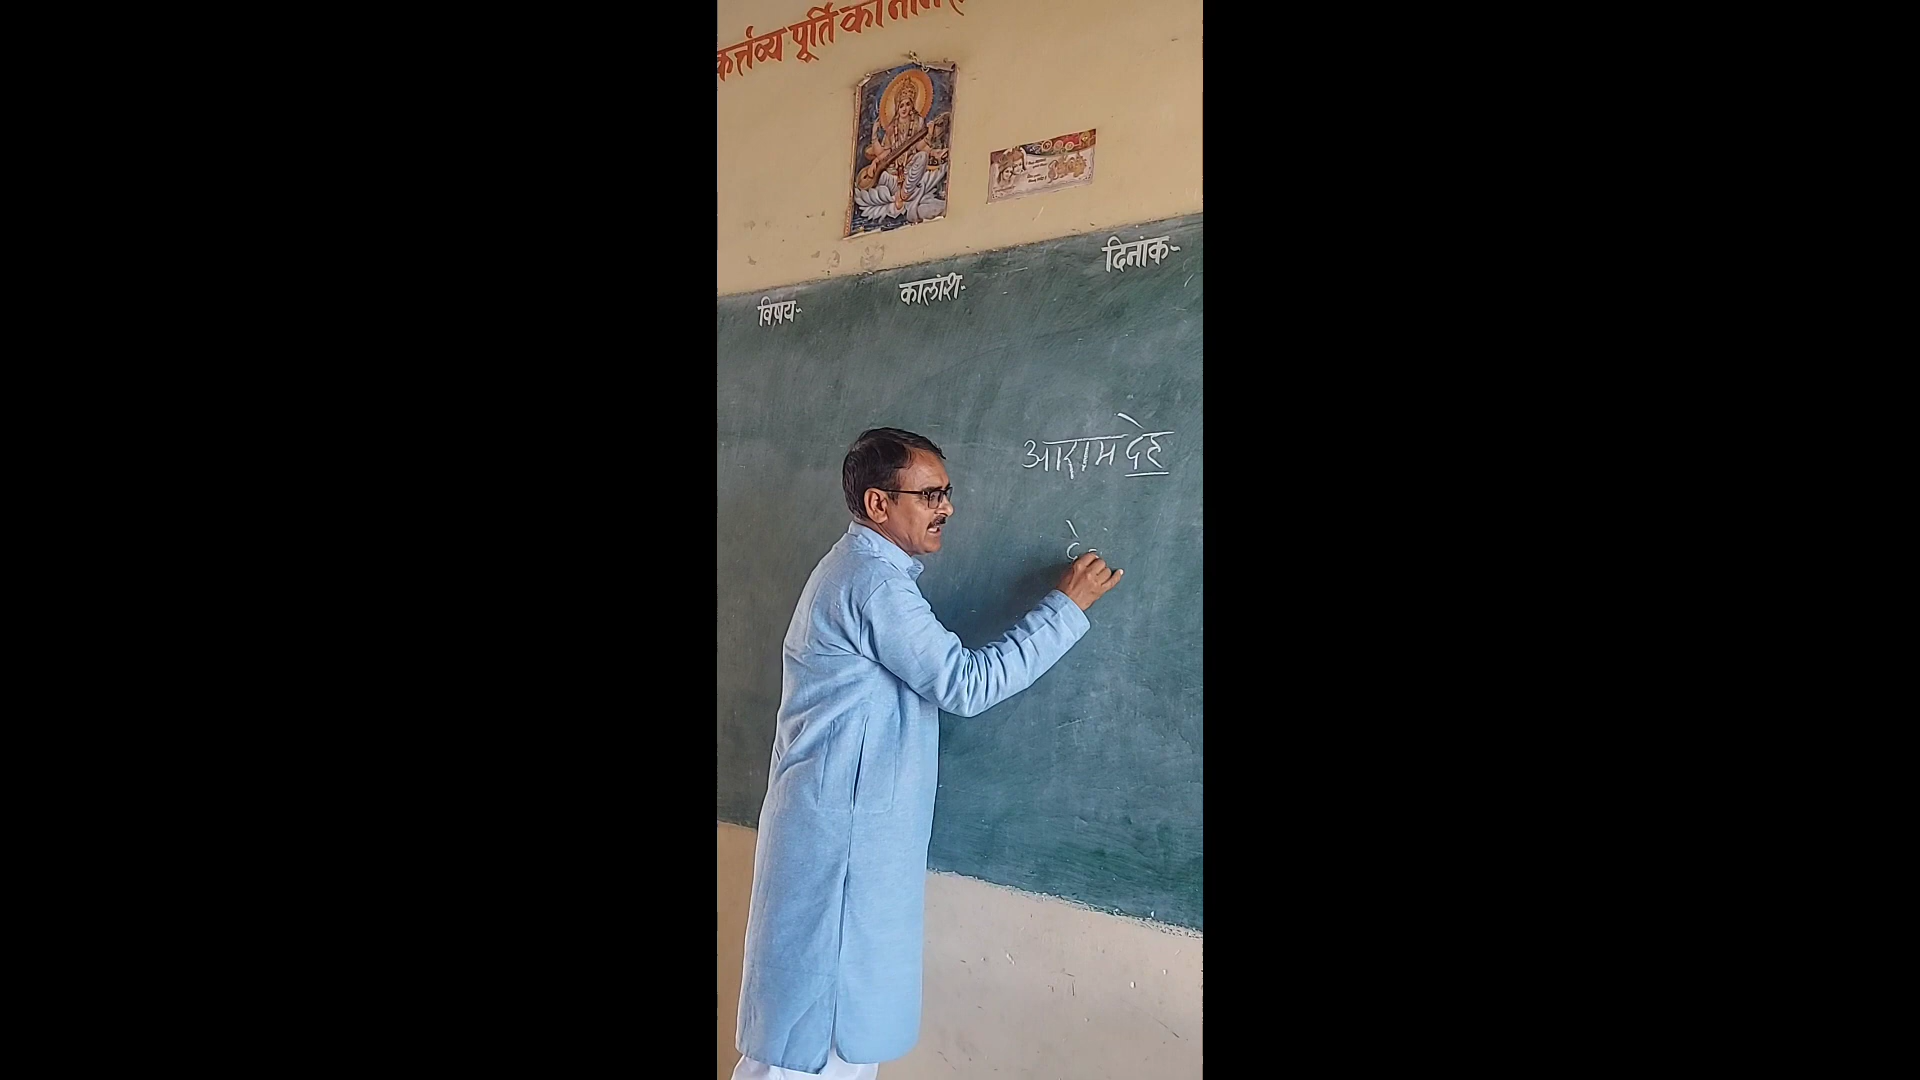 कर्त्तव्य पूर्ति का नाम
दिनांक-
कालांश-
विषय-
आरामदेह
दे